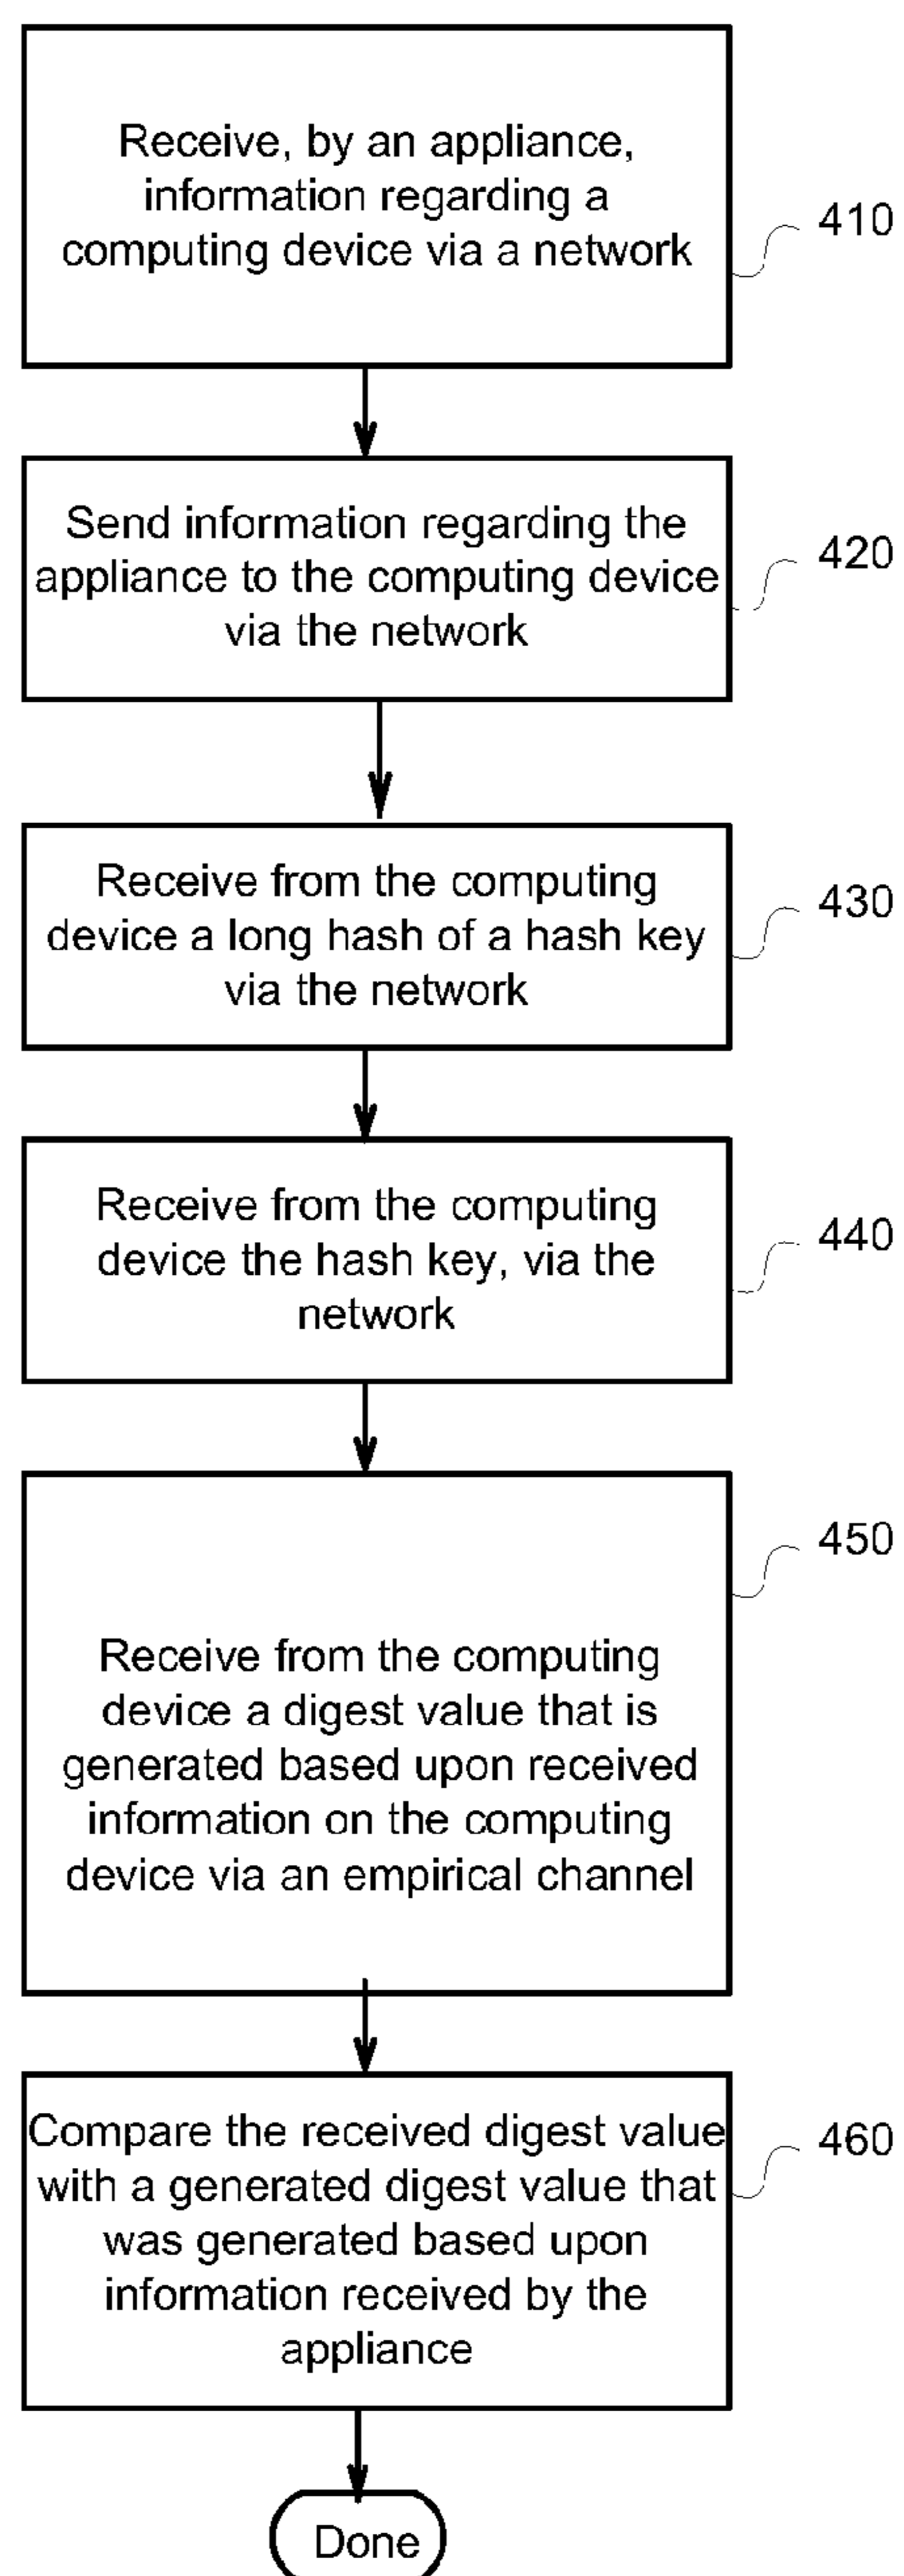 Receive, by an appliance,
information regarding a
computing device via a network
410
Send information regarding the
appliance to the computing device
via the network
420
Receive from the computing
device a long hash of a hash key
via the network
430
Receive from the computing
device the hash key, via the
network
440
450
Receive from the computing
device a digest value that is
generated based upon received
information on the computing
device via an empirical channel
Compare the received digest value
with a generated digest value that
was generated based upon
information received by the
appliance
460
Done